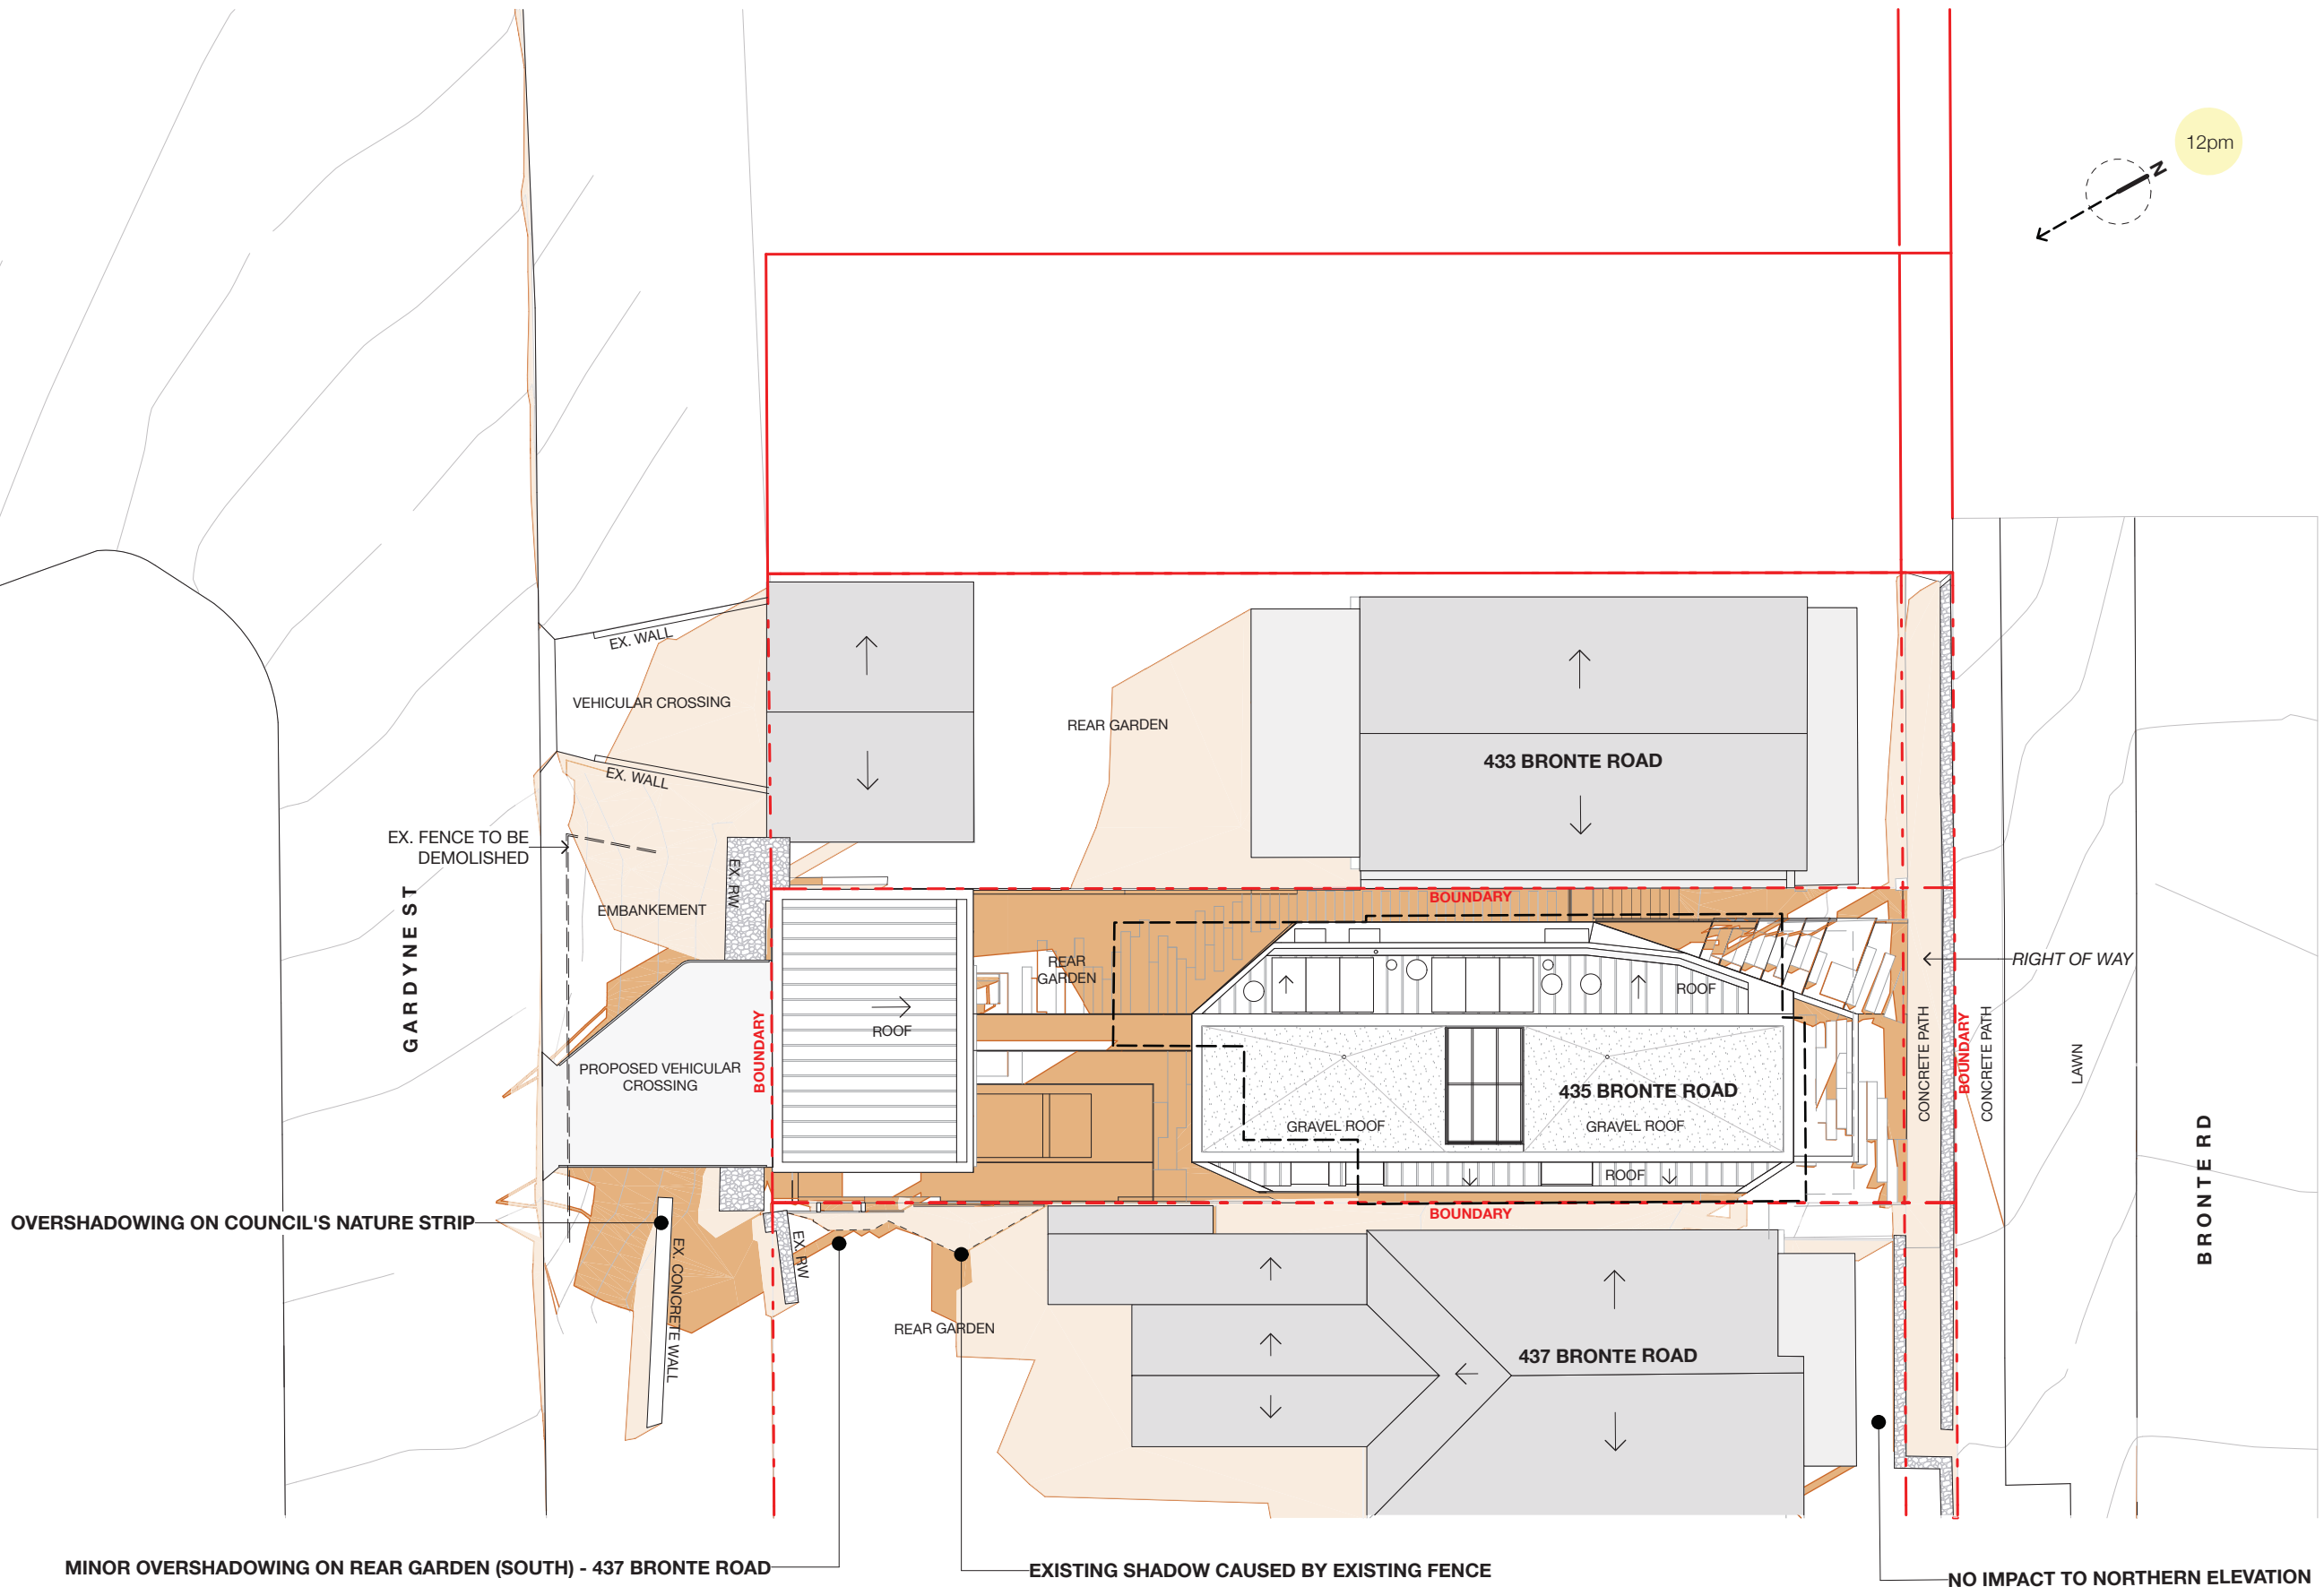 12pm
N
EX. WALL
VEHICULAR CROSSING
REAR GARDEN
433 BRONTE ROAD
EX. WALL
EX. FENCE TO BE
DEMOLISHED
EX. RW
GARDYNE ST
EMBANKEMENT
BOUNDARY
REAR
GARDEN
RIGHT OF WAY
ROOF
ROOF
BOUNDARY
PROPOSED VEHICULAR
CROSSING
435 BRONTE ROAD
GRAVEL ROOF
GRAVEL ROOF
CONCRETE PATH
BOUNDARY
CONCRETE PATH
LAWN
BRONTE RD
ROOF
BOUNDARY
OVERSHADOWING ON COUNCIL'S NATURE STRIP
EX. RW
EX. CONCRETE WALL
REAR GARDEN
437 BRONTE ROAD
MINOR OVERSHADOWING ON REAR GARDEN (SOUTH) - 437 BRONTE ROAD
EXISTING SHADOW CAUSED BY EXISTING FENCE
NO IMPACT TO NORTHERN ELEVATION